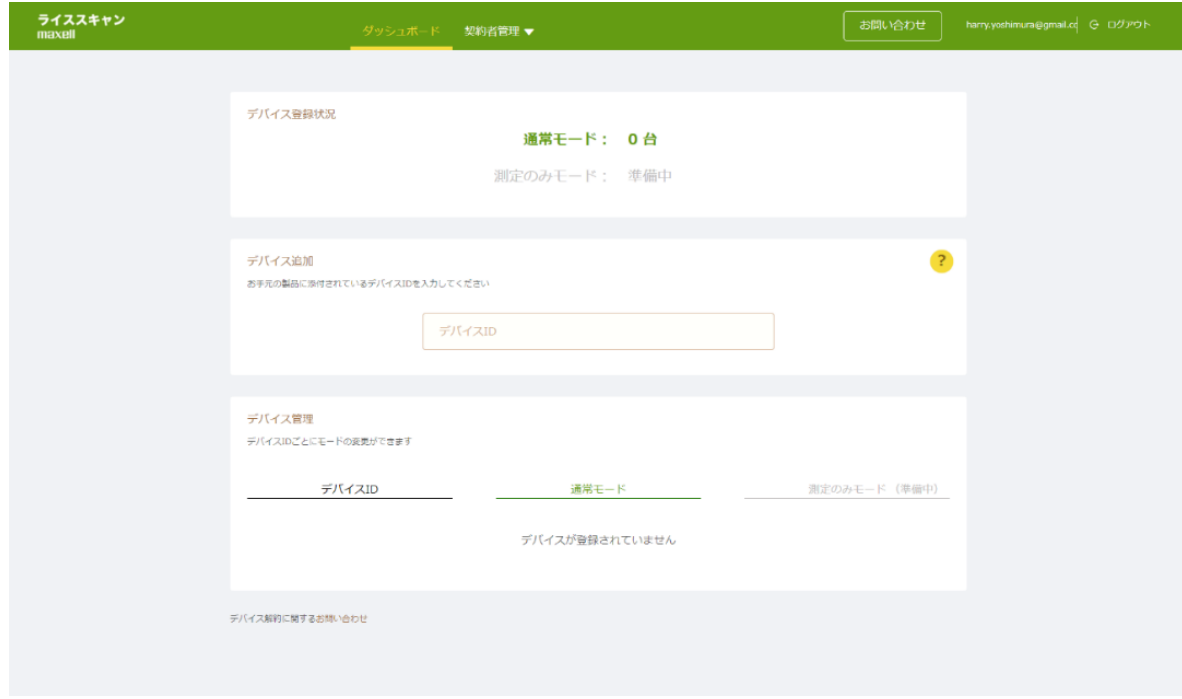 ライススキャン
maxell
ダッシュボード 契約者管理 ▼ お問い合わせ harry.yoshimura@gmail.cc ログアウト
デバイス登録状況
通常モード： 0 台
測定のみモード： 準備中
デバイス追加 ?
お手元の製品に添付されているデバイスIDを入力してください
デバイスID
デバイス管理
デバイスIDごとにモードの変更ができます
デバイスID 通常モード 測定のみモード （準備中）
デバイスが登録されていません
デバイス解約に関するお問い合わせ